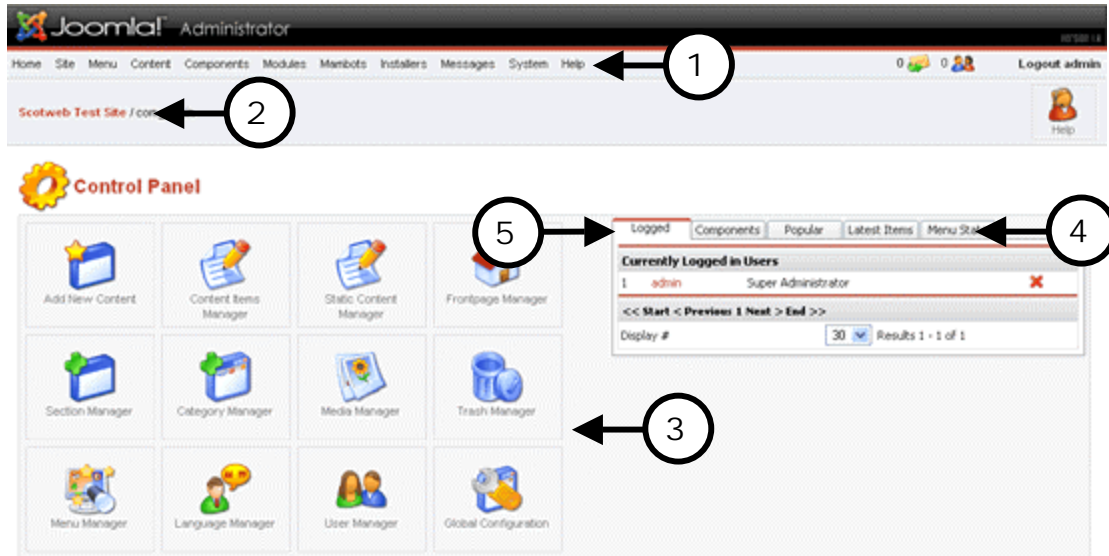 Joomla! Administrator
Home Site Menu Content Components Modules Mambots Installers Messages System Help 1 0 0 Logout admin
Scotweb Test Site / 2
Help
Control Panel
5 Logged Components Popular Latest Items Menu 4
Currently Logged in Users
1 admin Super Administrator
<< Start < Previous 1 Next > End >>
Display # 30 Results 1 - 1 of 1
Add New Content Content Items Manager Static Content Manager Frontpage Manager
Section Manager Category Manager Media Manager Trash Manager
3
Menu Manager Language Manager User Manager Global Configuration